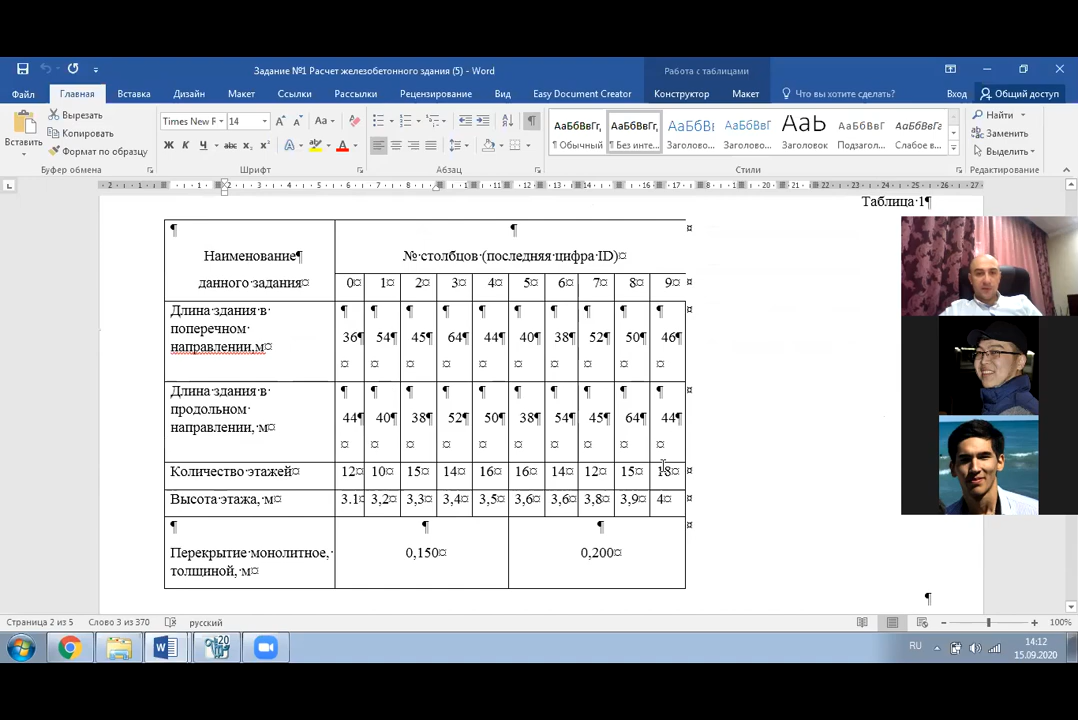 Задание №1 Расчет железобетонного здания (5) - Word
Работа с таблицами
Файл
Главная
Вставка
Дизайн
Макет
Ссылки
Рассылки
Рецензирование
Вид
Easy Document Creator
Конструктор
Макет
Что вы хотите сделать?
Вход
Общий доступ
Вставить
Вырезать
Копировать
Формат по образцу
Буфер обмена
Times New F
14
Ж К Ч abc x₂ x²
Шрифт
Абзац
АаБбВвГг,
¶ Обычный
АаБбВвГг,
¶ Без инте...
АаБбВв
Заголово...
АаБбВвГ
Заголово...
АаЬ
Заголовок
АаБбВвГ
Подзаголо...
АаБбВвГг,
Слабое в...
Стили
Найти
Заменить
Выделить
Редактирование
Таблица·1¶
Наименование¶
данного задания¤
№·столбцов·(последняя·цифра·ID)¤
0¤ 1¤ 2¤ 3¤ 4¤ 5¤ 6¤ 7¤ 8¤ 9¤
Длина·здания·в·
поперечном·
направлении,м¤
36¶ 54¶ 45¶ 64¶ 44¶ 40¶ 38¶ 52¶ 50¶ 46¶
Длина·здания·в·
продольном·
направлении,·м¤
44¶ 40¶ 38¶ 52¶ 50¶ 38¶ 54¶ 45¶ 64¶ 44¶
Количество·этажей¤ 12¤ 10¤ 15¤ 14¤ 16¤ 16¤ 14¤ 12¤ 15¤ 18¤
Высота·этажа,·м¤ 3.1¤ 3,2¤ 3,3¤ 3,4¤ 3,5¤ 3,6¤ 3,6¤ 3,8¤ 3,9¤ 4¤
Перекрытие·монолитное,·
толщиной,·м¤
0,150¤ 0,200¤
Страница 2 из 5
Слово 3 из 370
русский
100%
RU
14:12
15.09.2020